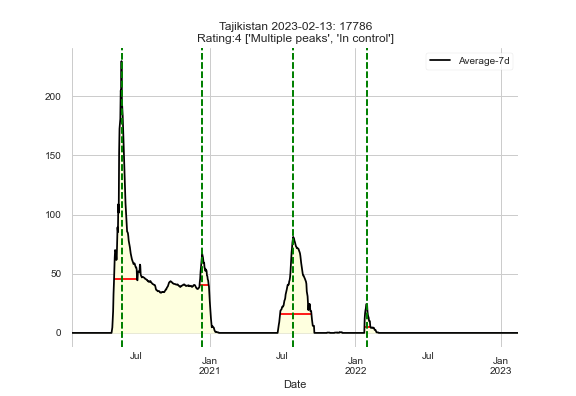 Tajikistan 2023-02-13: 17786
Rating:4 ['Multiple peaks', 'In control']
Average-7d
200
150
100
50
0
Jul
Jan
2021
Jul
Jan
2022
Jul
Jan
2023
Date